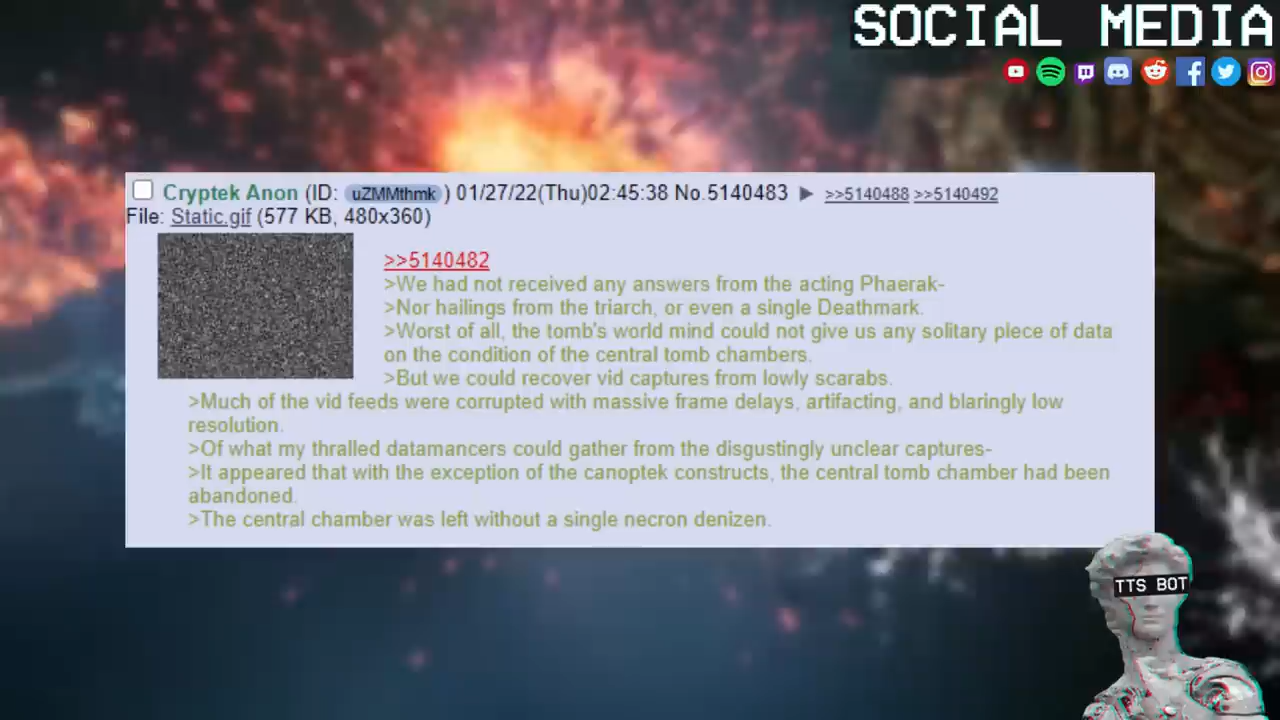 SOCIAL MEDIA
Cryptek Anon (ID: uZMMthmk) 01/27/22(Thu)02:45:38 No.5140483 ▶ >>5140488 >>5140492
File: Static.gif (577 KB, 480x360)
>>5140482
>We had not received any answers from the acting Phaerak-
>Nor hailings from the triarch, or even a single Deathmark.
>Worst of all, the tomb's world mind could not give us any solitary piece of data
on the condition of the central tomb chambers.
>But we could recover vid captures from lowly scarabs.
>Much of the vid feeds were corrupted with massive frame delays, artifacting, and blaringly low
resolution.
>Of what my thralled datamancers could gather from the disgustingly unclear captures-
>It appeared that with the exception of the canoptek constructs, the central tomb chamber had been
abandoned.
>The central chamber was left without a single necron denizen.
TTS BOT